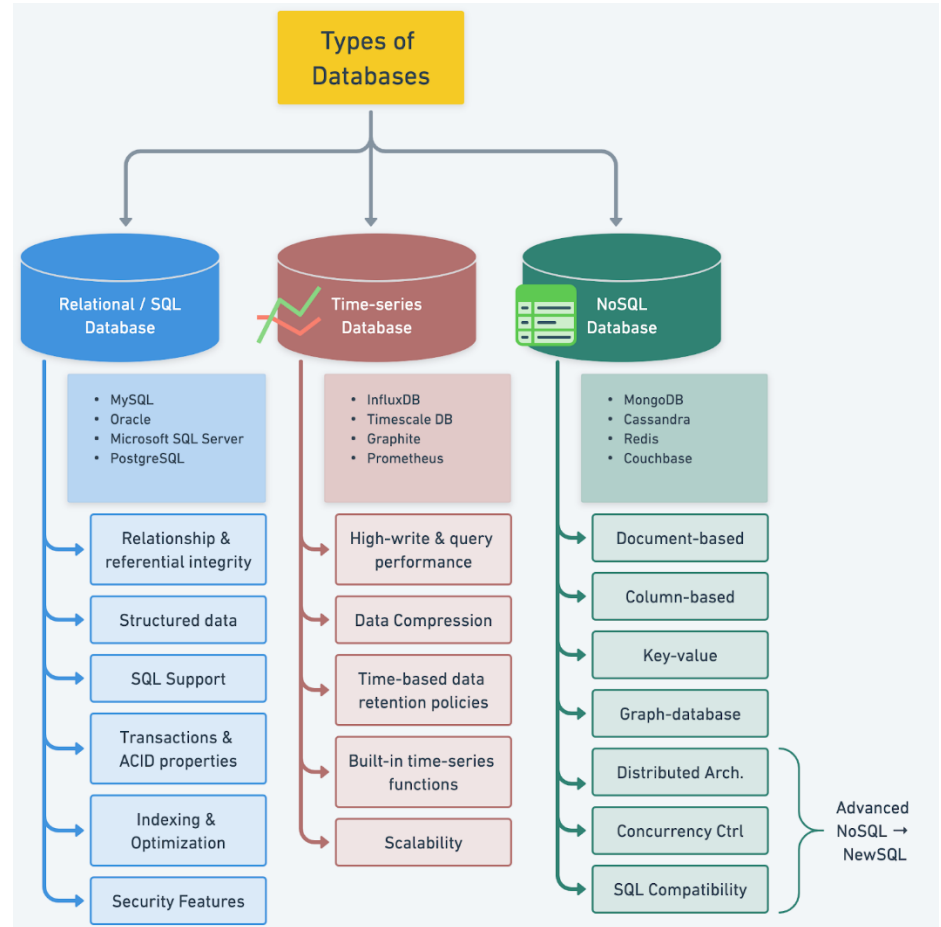 Types of
Databases
Relational / SQL
Database
Time-series
Database
NoSQL
Database
• MySQL
• Oracle
• Microsoft SQL Server
• PostgreSQL
• InfluxDB
• Timescale DB
• Graphite
• Prometheus
• MongoDB
• Cassandra
• Redis
• Couchbase
Relationship &
referential integrity
Structured data
SQL Support
Transactions &
ACID properties
Indexing &
Optimization
Security Features
High-write & query
performance
Data Compression
Time-based data
retention policies
Built-in time-series
functions
Scalability
Document-based
Column-based
Key-value
Graph-database
Distributed Arch.
Concurrency Ctrl
SQL Compatibility
Advanced
NoSQL →
NewSQL